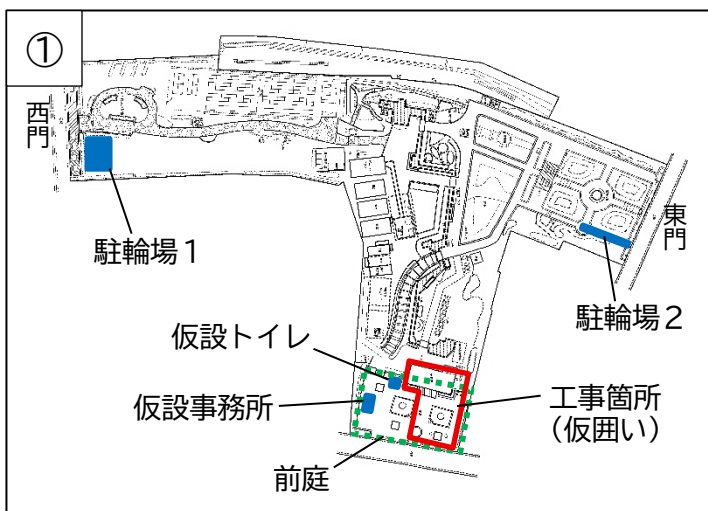 ①
西門
東門
駐輪場1
駐輪場2
仮設トイレ
仮設事務所
工事箇所
(仮囲い)
前庭